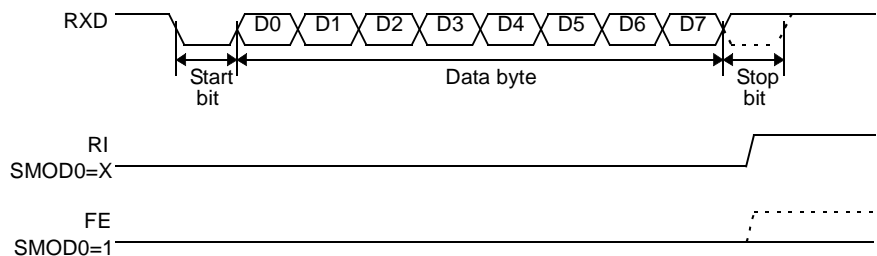 RXD
D0 D1 D2 D3 D4 D5 D6 D7
Start
bit
Data byte
Stop
bit
RI
SMOD0=X
FE
SMOD0=1